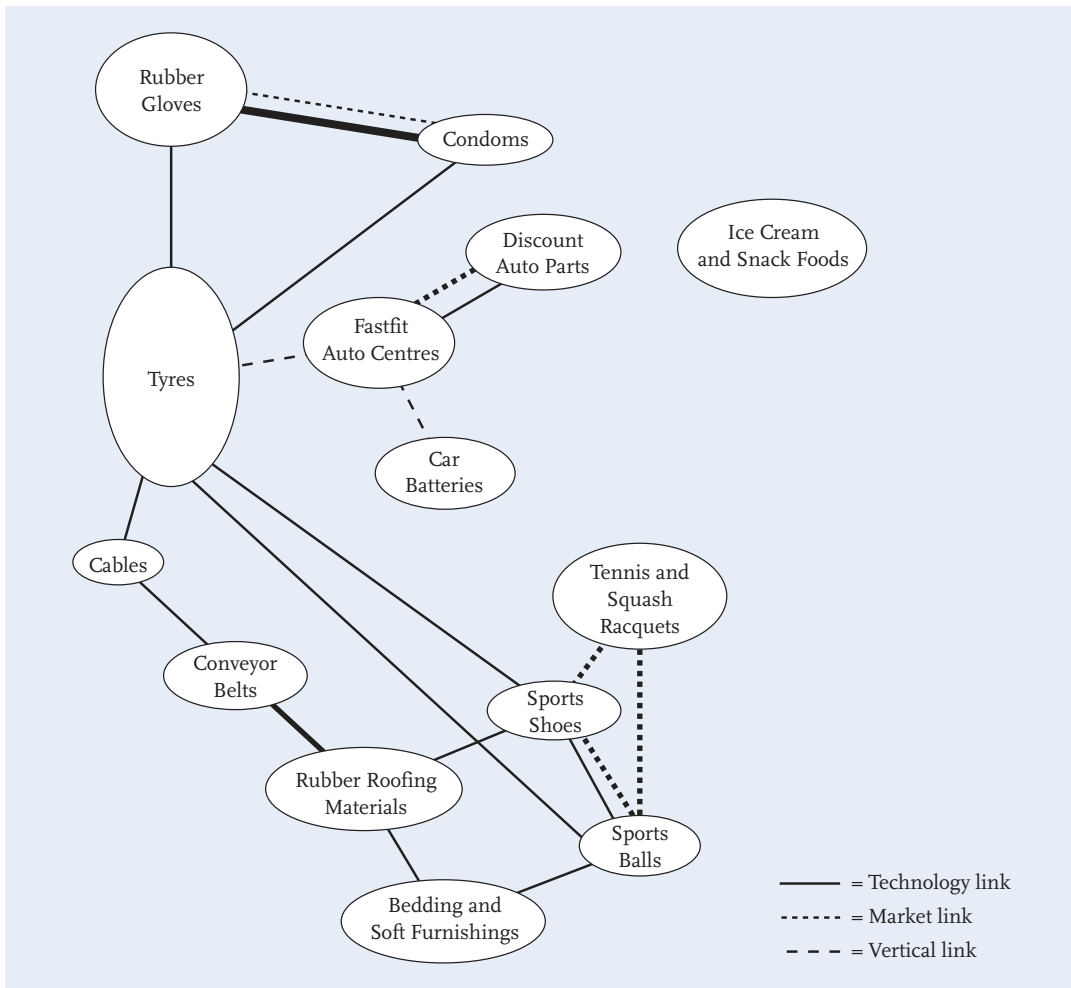 Rubber
Gloves
Condoms
Discount
Auto Parts
Ice Cream
and Snack Foods
Fastfit
Auto Centres
Tyres
Car
Batteries
Cables
Tennis and
Squash
Racquets
Conveyor
Belts
Sports
Shoes
Rubber Roofing
Materials
Sports
Balls
Bedding and
Soft Furnishings
= Technology link
= Market link
= Vertical link